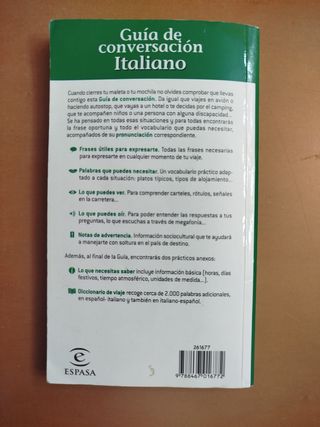 Guía de
conversación
Italiano
Cuando cierres tu maleta o tu mochila no olvides comprobar que llevas
contigo esta Guía de conversación. Da igual que viajes en avión o
haciendo autostop, que vayas a un hotel o te decidas por el camping,
que te acompañen niños o una persona con alguna discapacidad...
Se ha pensado en todas esas situaciones y para todas encontrarás
la frase oportuna y todo el vocabulario que puedas necesitar,
acompañados de su pronunciación correspondiente.
Frases útiles para expresarte. Todas las frases necesarias
para expresarte en cualquier momento de tu viaje.
Palabras que puedes necesitar. Un vocabulario práctico adap-
tado a cada situación: platos típicos, tipos de alojamiento...
Lo que puedes ver. Para comprender carteles, rótulos, señales
en la carretera...
Lo que puedes oír. Para poder entender las respuestas a tus
preguntas, lo que escuchas a través de megafonía...
Notas de advertencia. Información sociocultural que te ayudará
a manejarte con soltura en el país de destino.
Además, al final de la Guía, encontrarás dos prácticos anexos:
Lo que necesitas saber incluye información básica (horas, días
festivos, tiempo atmosférico, unidades de medida...).
Diccionario de viaje recoge cerca de 2.000 palabras adicionales,
en español-italiano y también en italiano-español.
261677
ESPASA
9 788467 016772